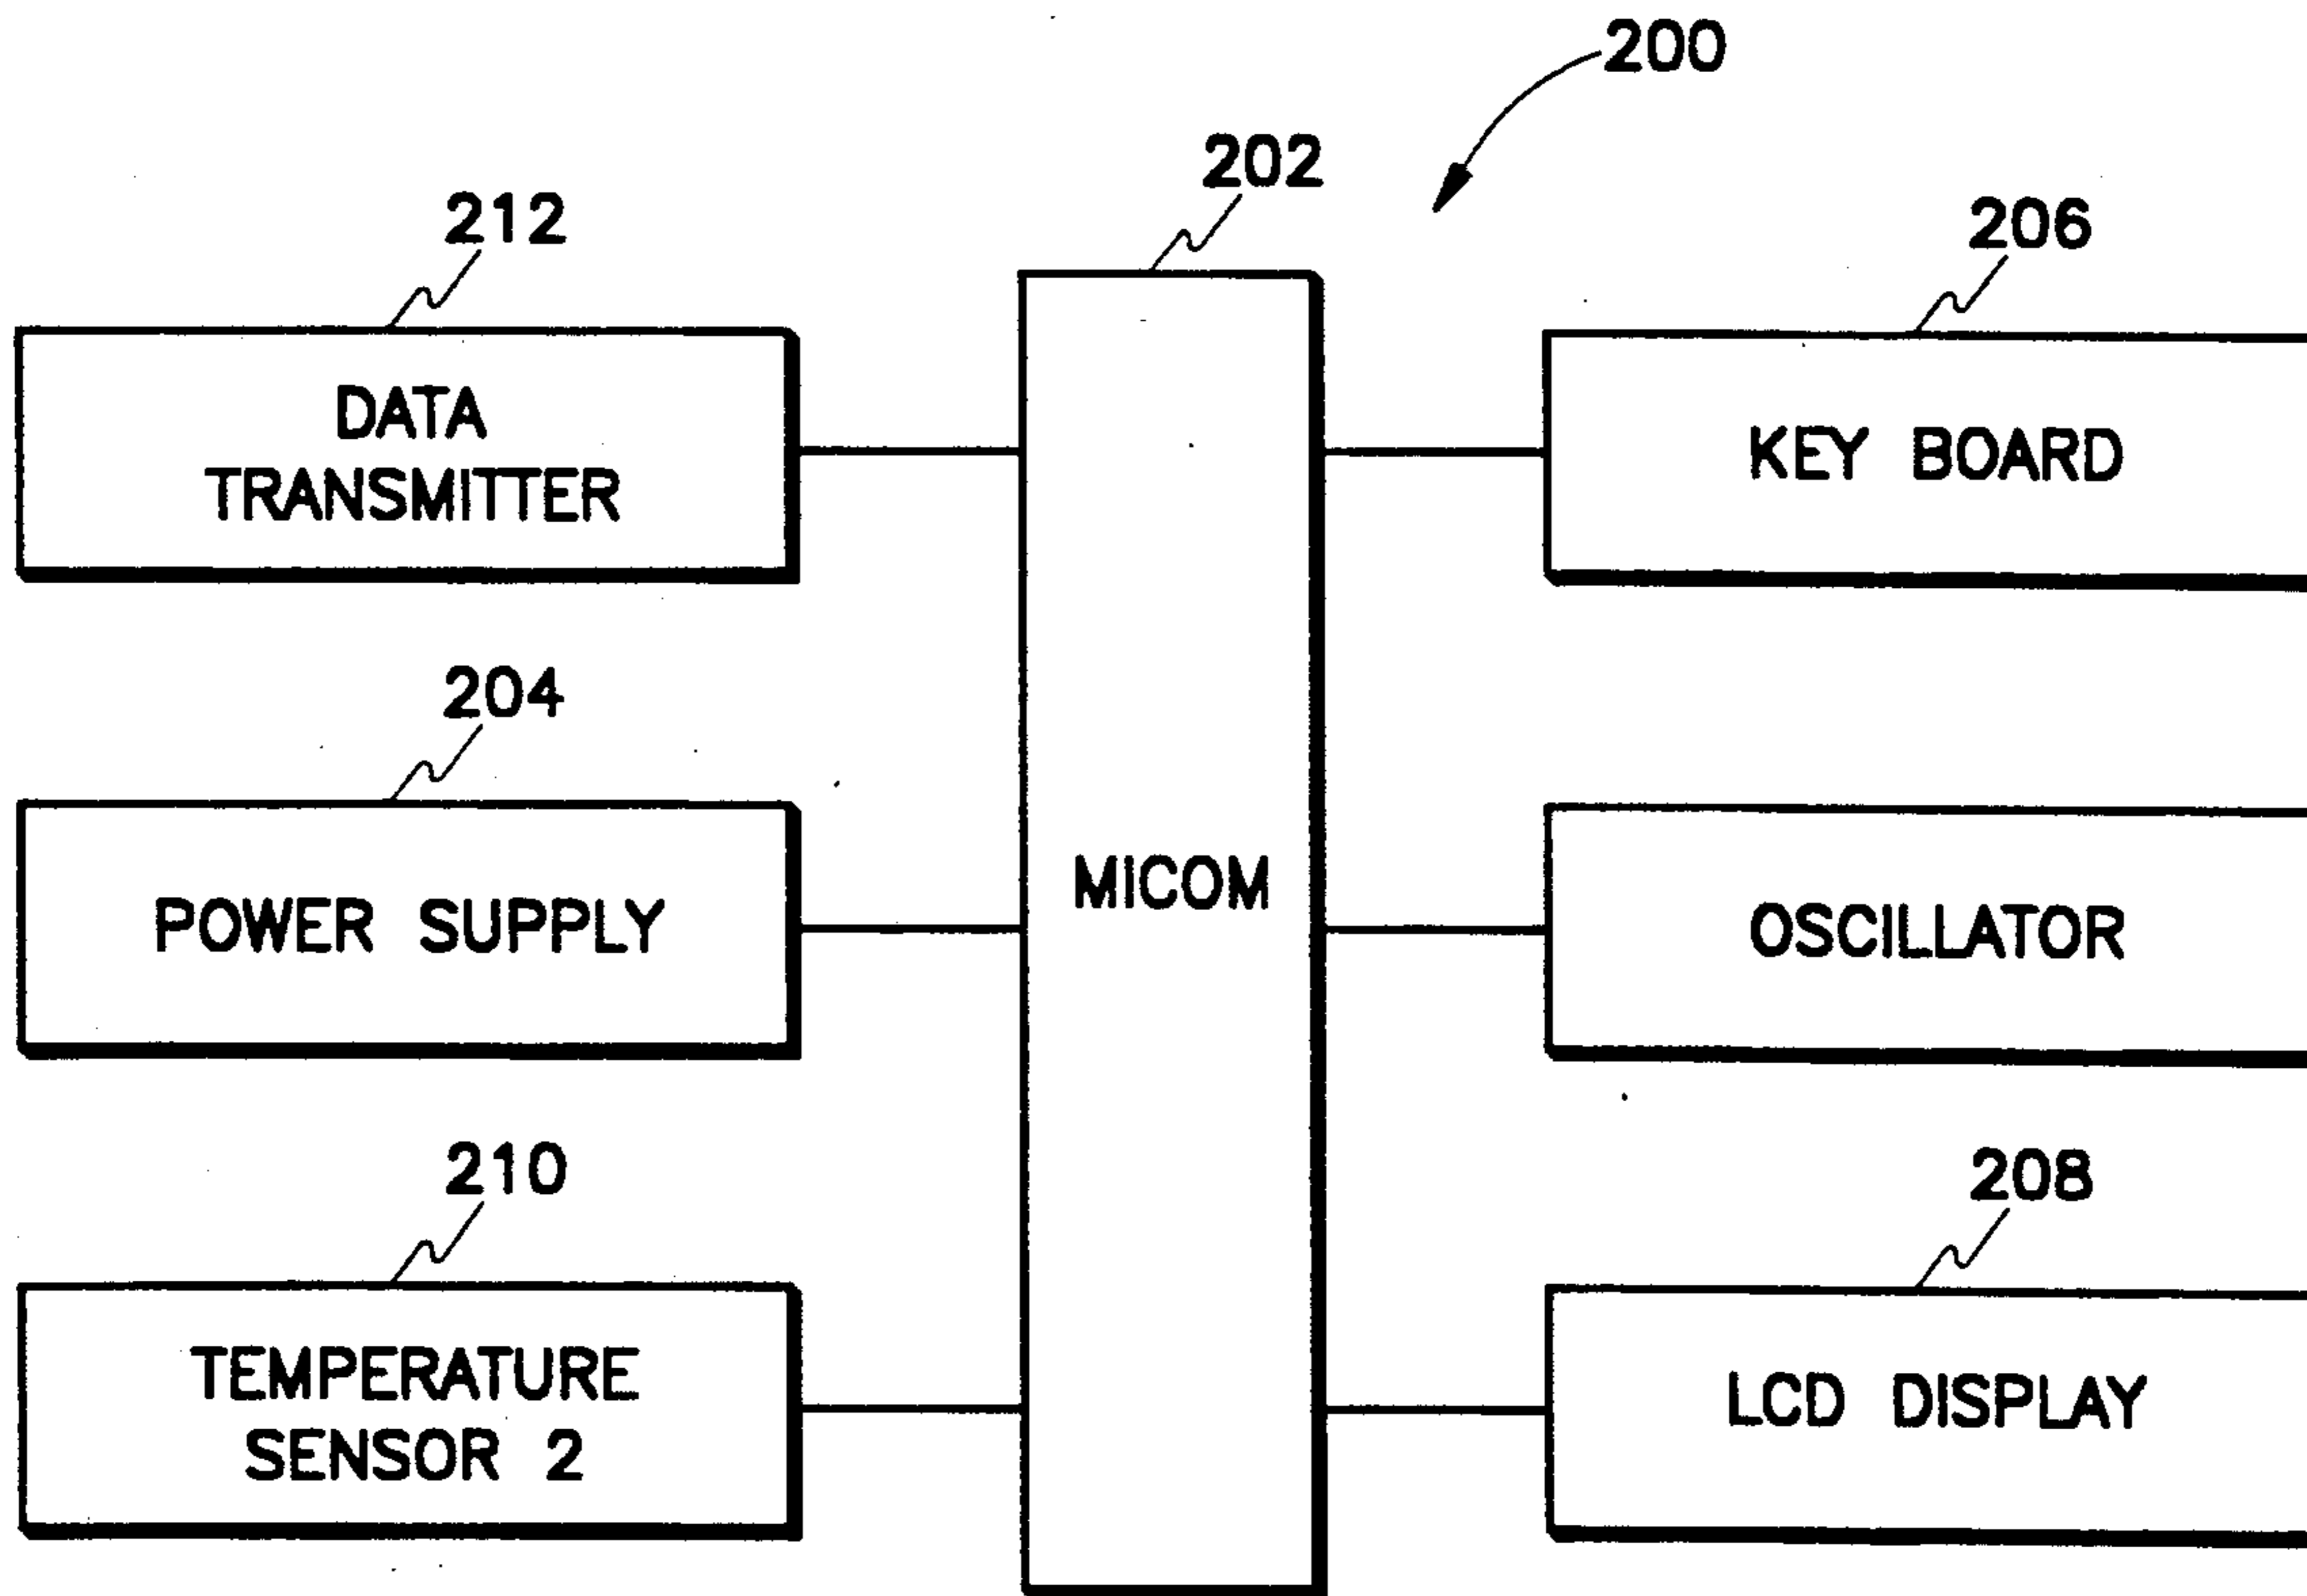 200
202
212
206
DATA
TRANSMITTER
KEY BOARD
204
POWER SUPPLY
MICOM
OSCILLATOR
210
208
TEMPERATURE
SENSOR 2
LCD DISPLAY